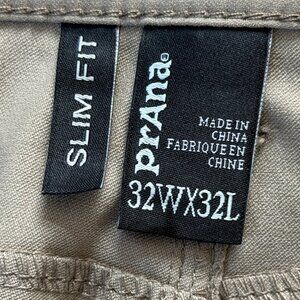 SLIM FIT
prAna®
MADE IN
CHINA
FABRIQUE EN
CHINE
32WX32L